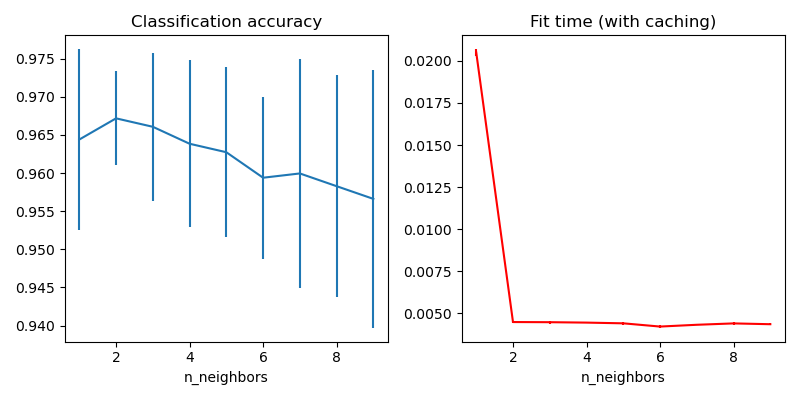 Classification accuracy
0.975
0.970
0.965
0.960
0.955
0.950
0.945
0.940
2 4 6 8
n_neighbors
Fit time (with caching)
0.0200
0.0175
0.0150
0.0125
0.0100
0.0075
0.0050
2 4 6 8
n_neighbors